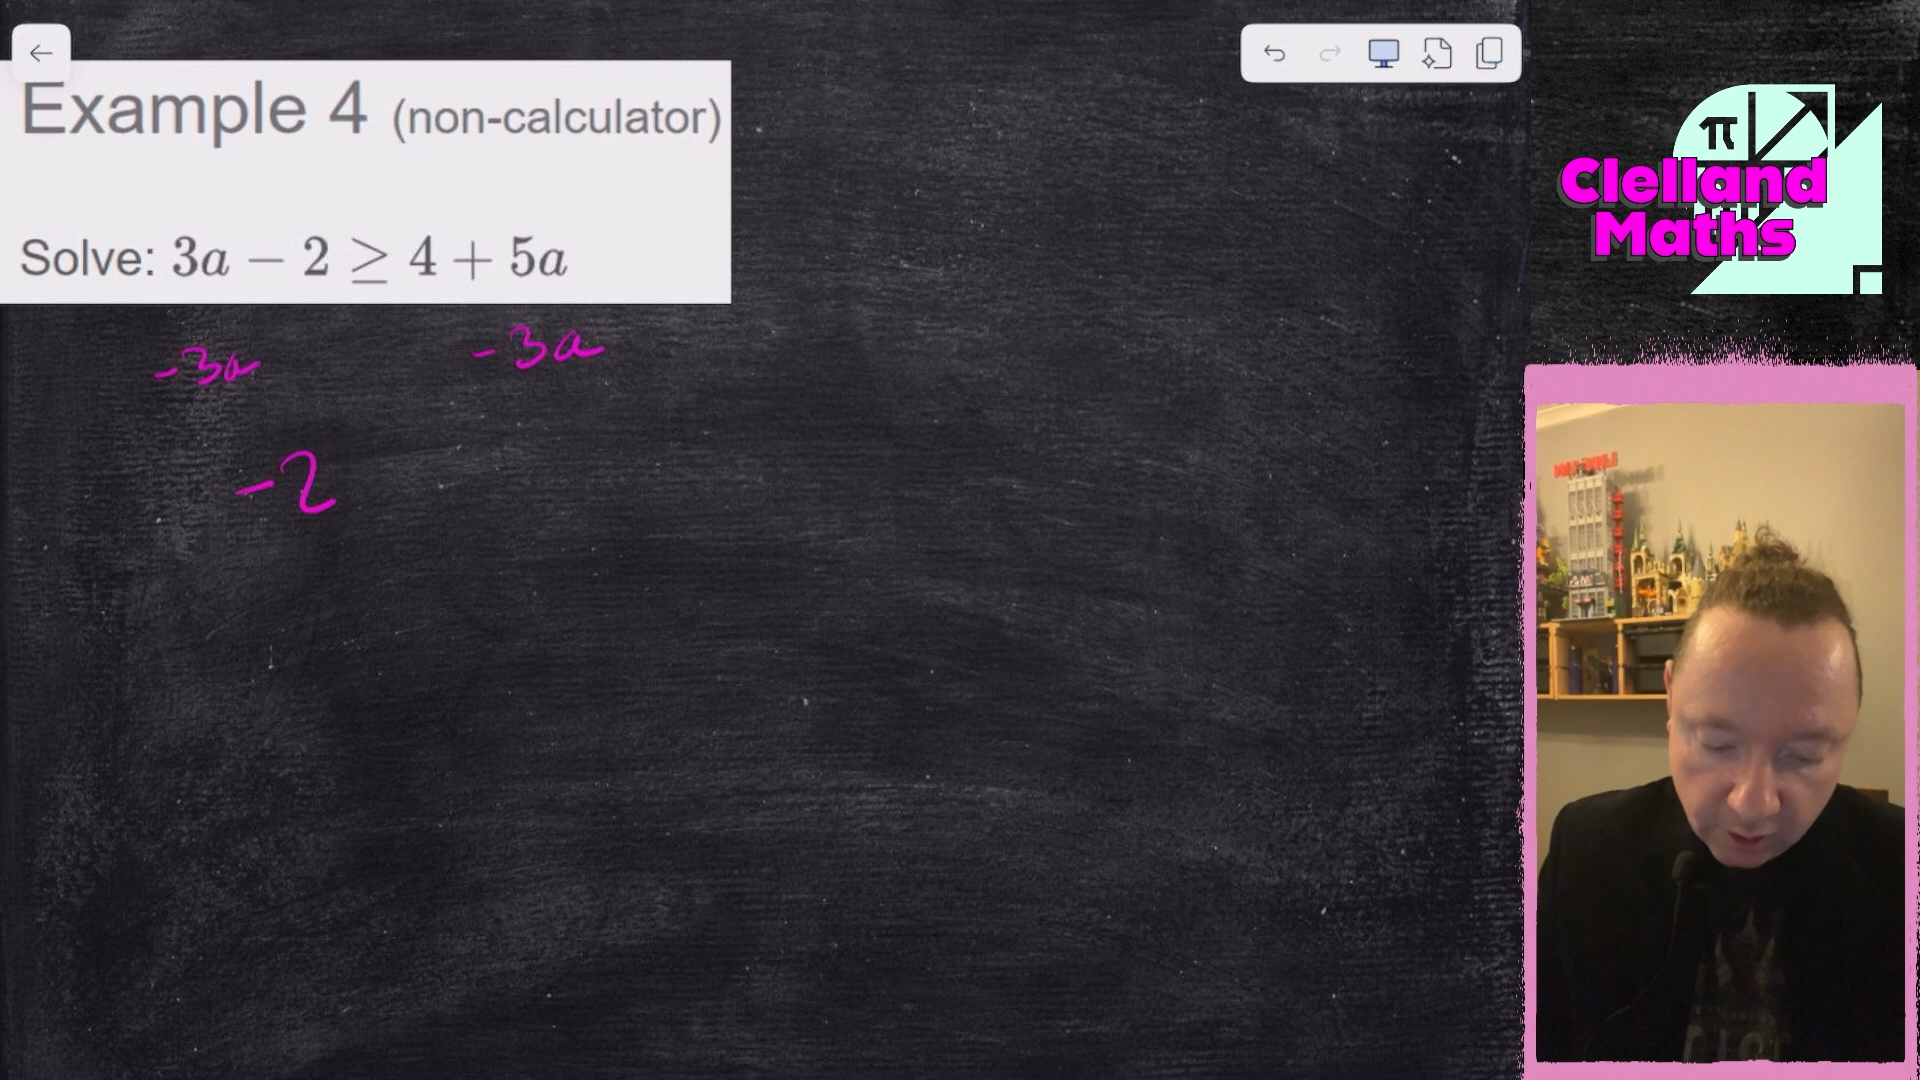 Example 4 (non-calculator)
Solve: 3a − 2 ≥ 4 + 5a
-3a -3a
-2
π
Clelland
Maths